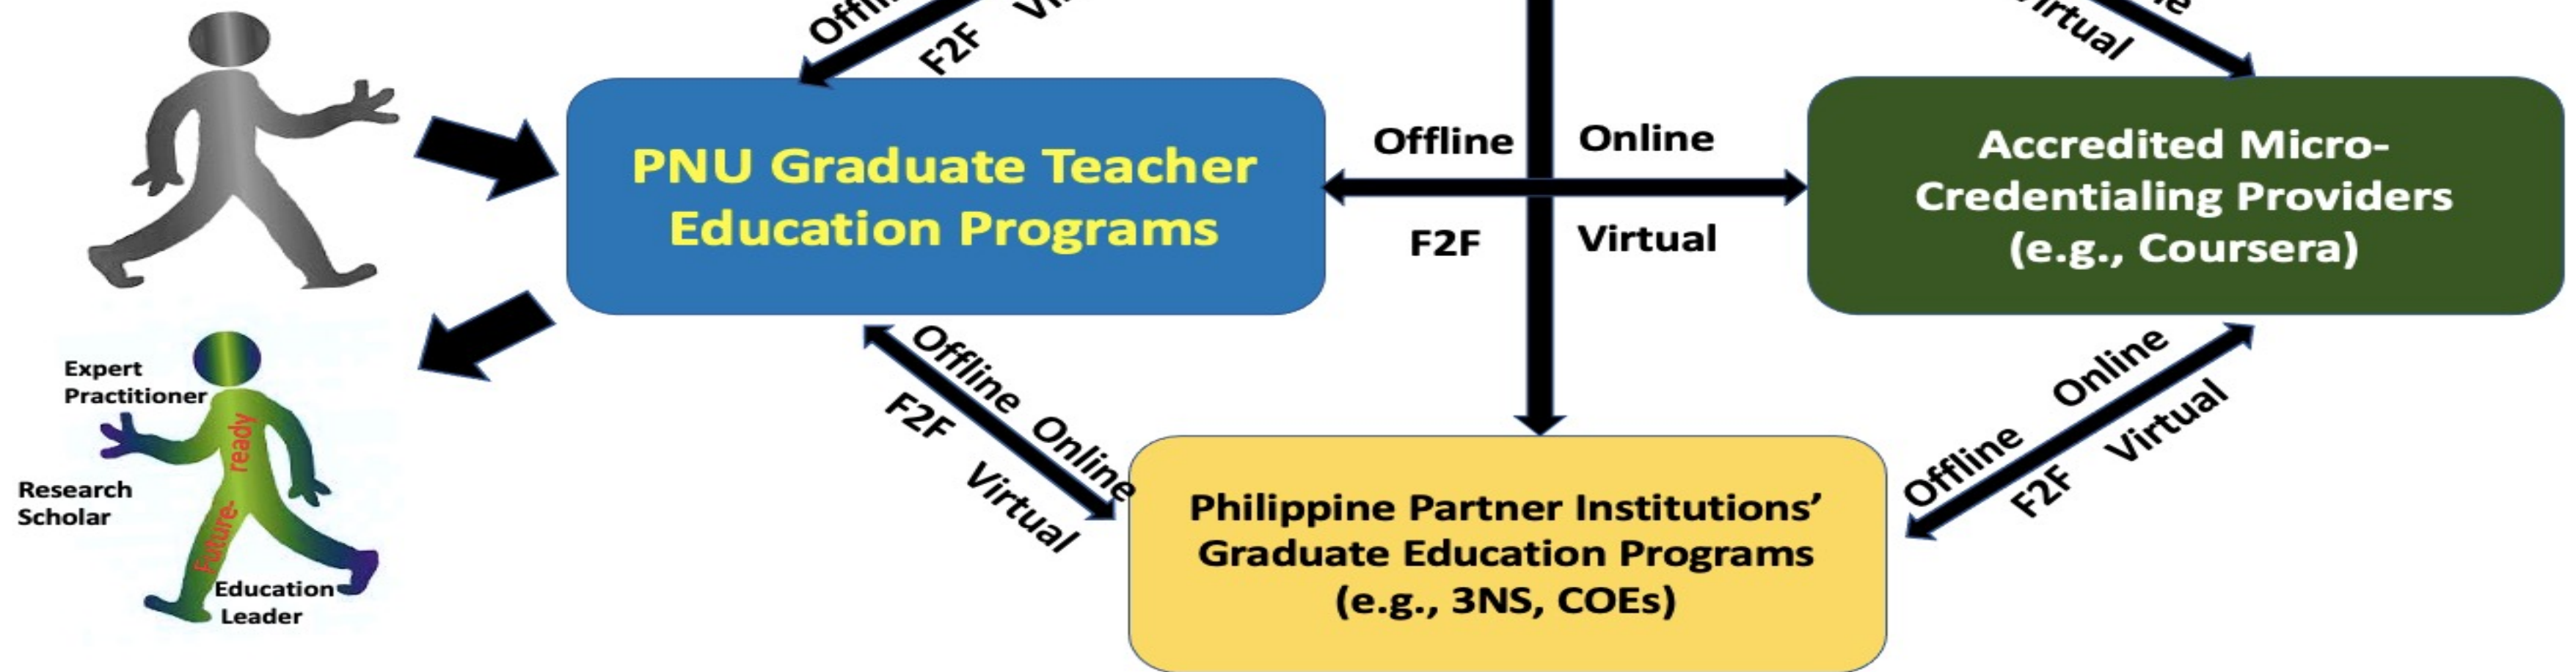 F2F
Virtual
PNU Graduate Teacher
Education Programs
Offline
Online
F2F
Virtual
Accredited Micro-
Credentialing Providers
(e.g., Coursera)
Expert
Practitioner
Research
Scholar
Future-
ready
Education
Leader
Offline Online
F2F
Virtual
Philippine Partner Institutions’
Graduate Education Programs
(e.g., 3NS, COEs)
Offline Online
F2F Virtual